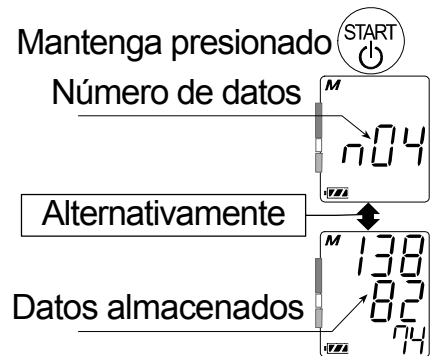 Mantenga presionado START
Número de datos
M
n04
Alternativamente
M
138
82
Datos almacenados
74